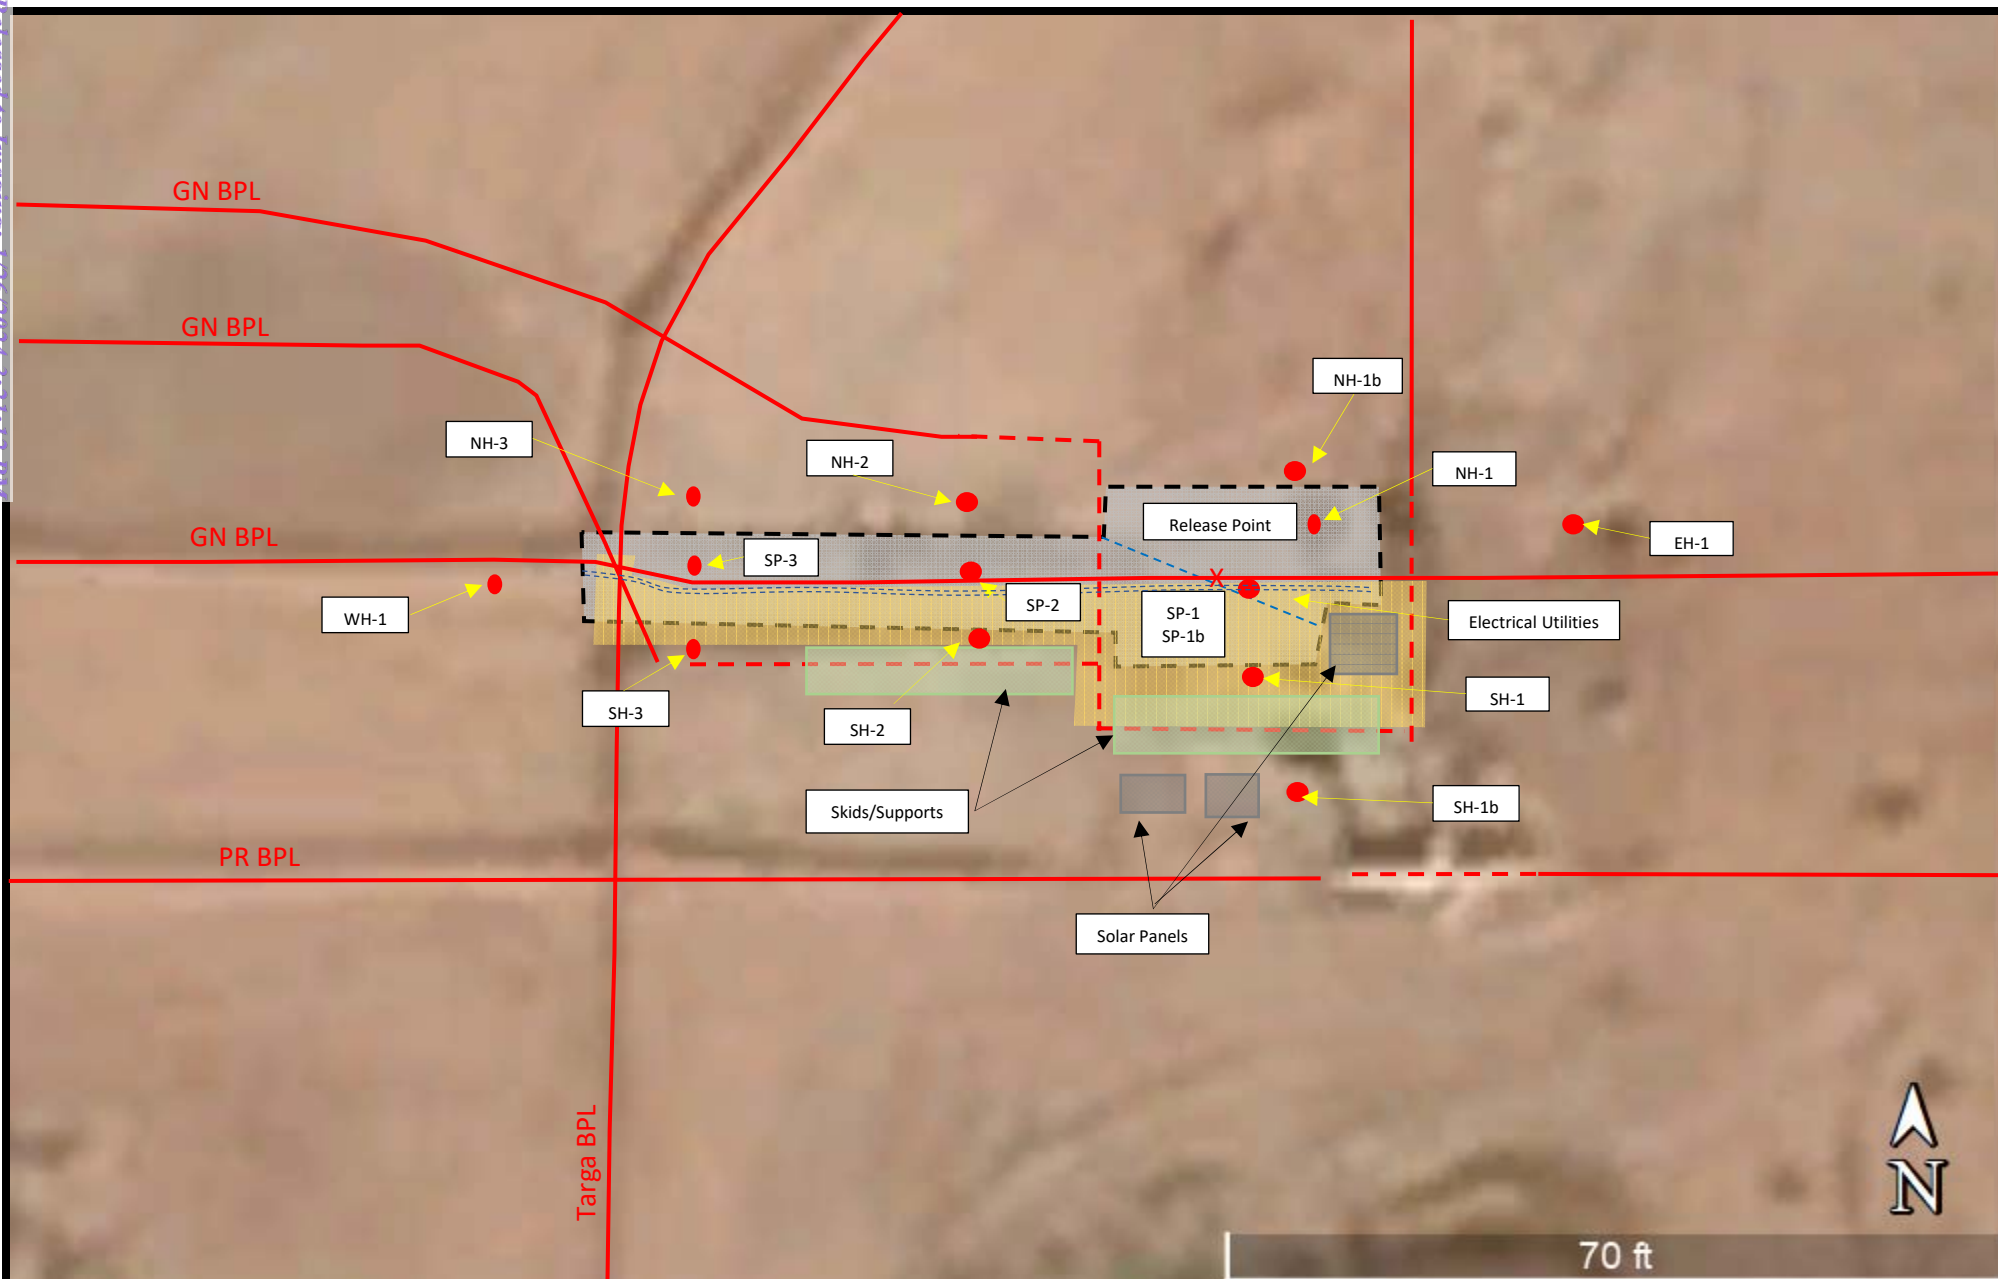 GN BPL
GN BPL
NH-1b
NH-3
NH-2
NH-1
Release Point
GN BPL
EH-1
SP-3
SP-2
WH-1
SP-1
SP-1b
Electrical Utilities
X
SH-3
SH-2
SH-1
Skids/Supports
SH-1b
PR BPL
Solar Panels
Targa BPL
N
70 ft